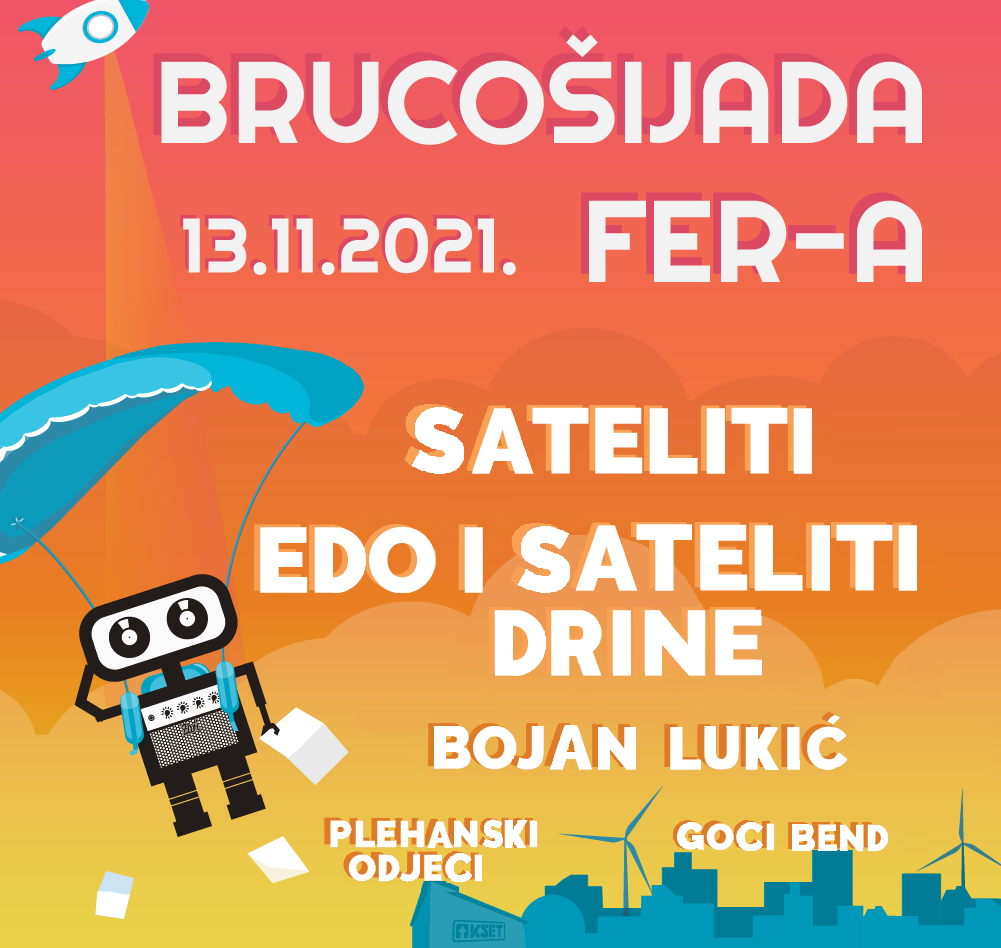 BRUCOŠIJADA
13.11.2021. FER-A
SATELITI
EDO I SATELITI
DRINE
BOJAN LUKIĆ
PLEHANSKI
ODJECI
GOCI BEND
KSET